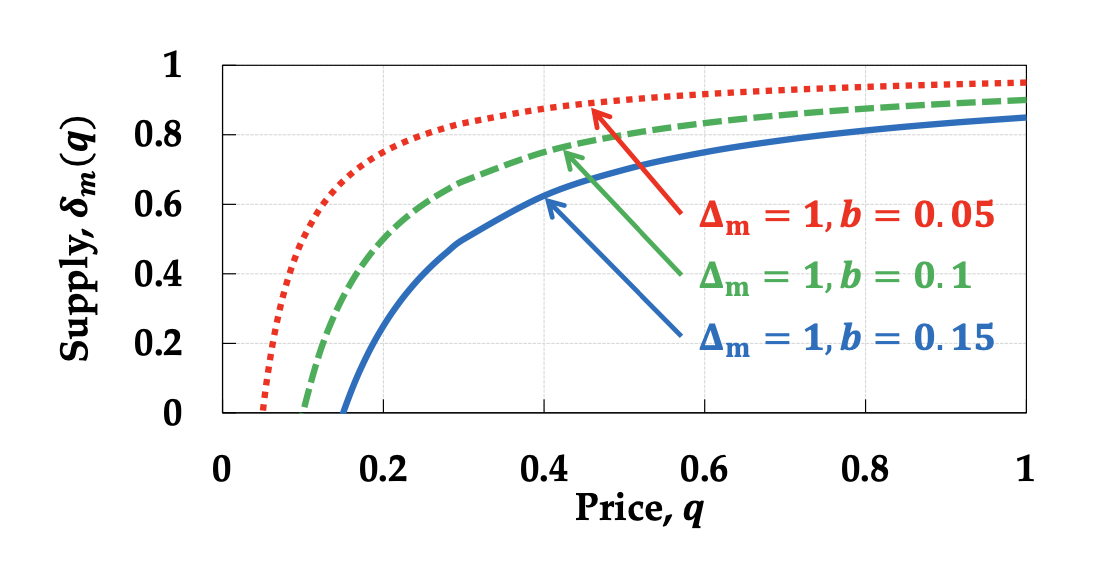 1
0.8
0.6
0.4
0.2
0
Supply, δₘ(q)
Δₘ = 1, b = 0.05
Δₘ = 1, b = 0.1
Δₘ = 1, b = 0.15
0 0.2 0.4 0.6 0.8 1
Price, q